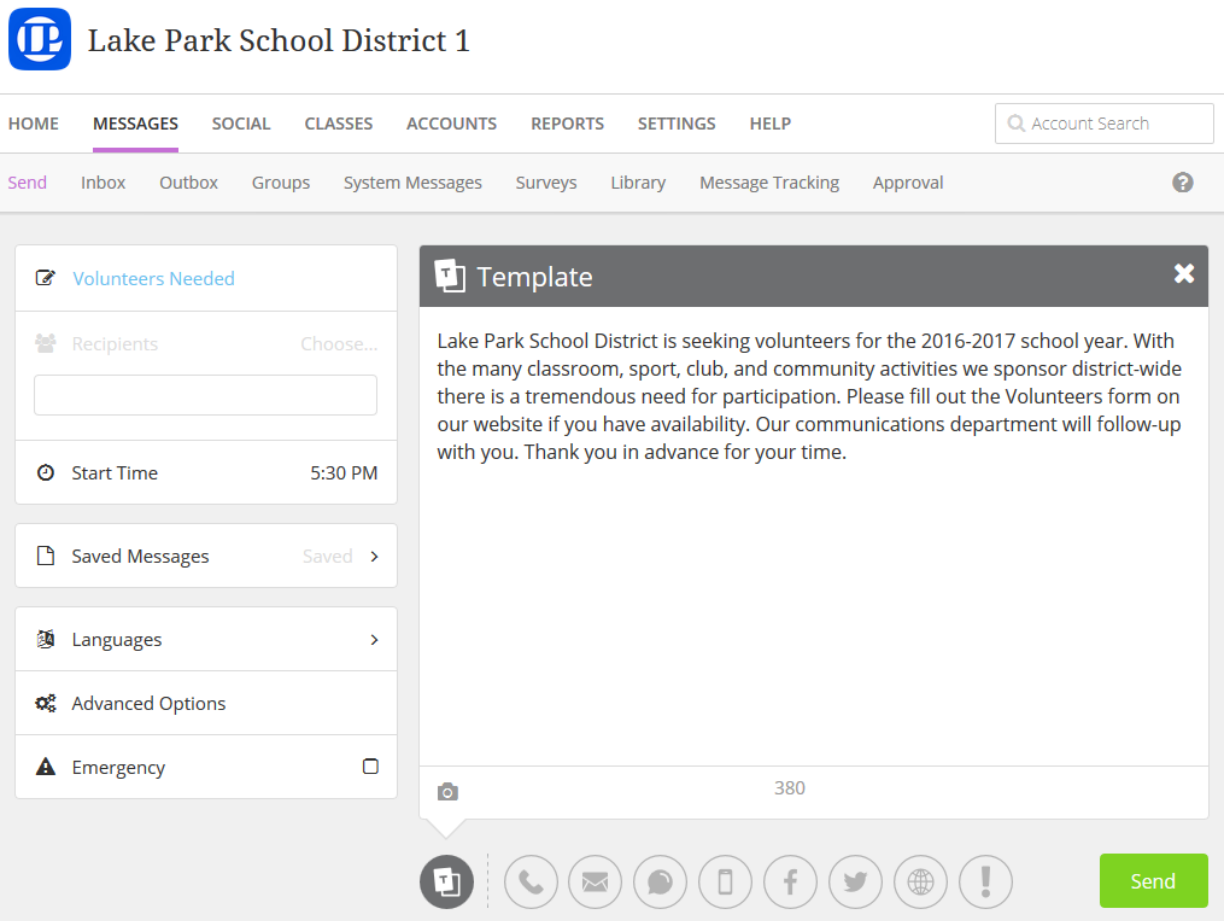 Lake Park School District 1
HOME MESSAGES SOCIAL CLASSES ACCOUNTS REPORTS SETTINGS HELP Account Search
Send Inbox Outbox Groups System Messages Surveys Library Message Tracking Approval
Volunteers Needed
Recipients Choose...
Start Time 5:30 PM
Saved Messages Saved
Languages
Advanced Options
Emergency
Template
Lake Park School District is seeking volunteers for the 2016-2017 school year. With
the many classroom, sport, club, and community activities we sponsor district-wide
there is a tremendous need for participation. Please fill out the Volunteers form on
our website if you have availability. Our communications department will follow-up
with you. Thank you in advance for your time.
380
Send